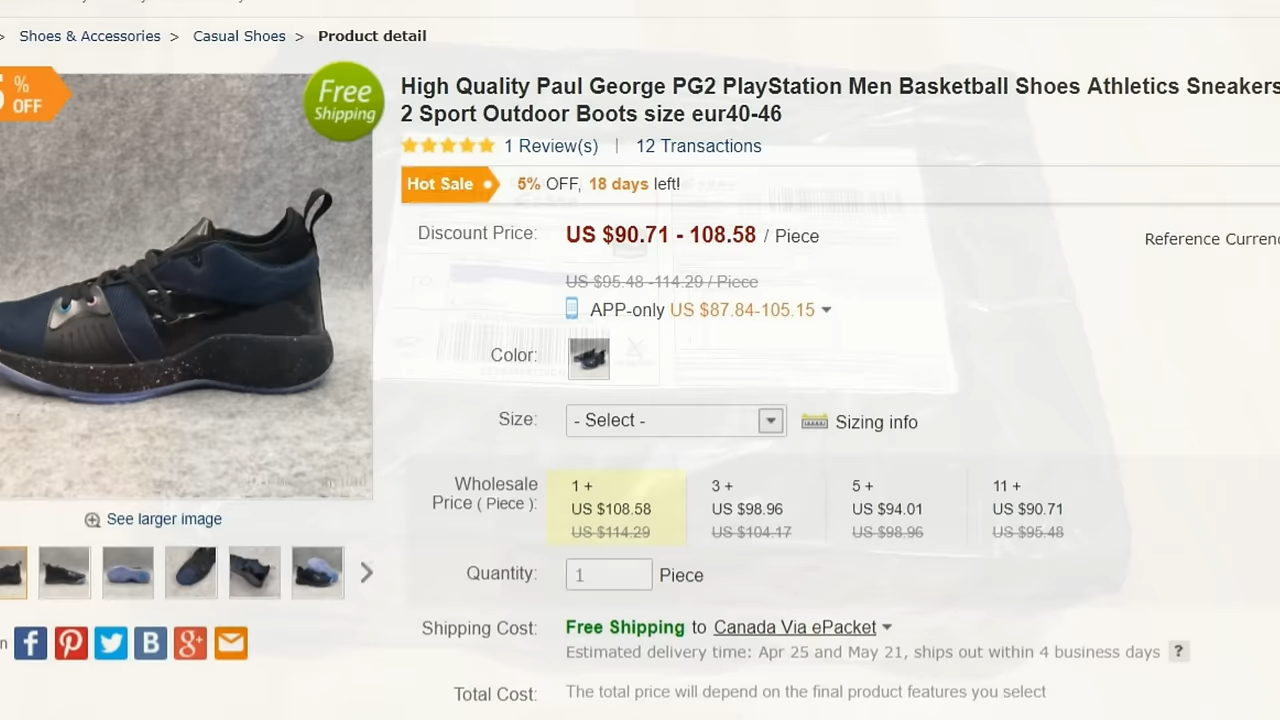 > Shoes & Accessories > Casual Shoes > Product detail
%
OFF
Free
Shipping
High Quality Paul George PG2 PlayStation Men Basketball Shoes Athletics Sneakers
2 Sport Outdoor Boots size eur40-46
1 Review(s) | 12 Transactions
Hot Sale 5% OFF, 18 days left!
Discount Price: US $90.71 - 108.58 / Piece
Reference Currenc
US $95.48 -114.29 / Piece
APP-only US $87.84-105.15
Color:
Size: - Select - Sizing info
Wholesale Price ( Piece ):
1 + 3 + 5 + 11 +
US $108.58 US $98.96 US $94.01 US $90.71
US $114.29 US $104.17 US $98.96 US $95.48
See larger image
Quantity: 1 Piece
Shipping Cost: Free Shipping to Canada Via ePacket
Estimated delivery time: Apr 25 and May 21, ships out within 4 business days ?
Total Cost: The total price will depend on the final product features you select